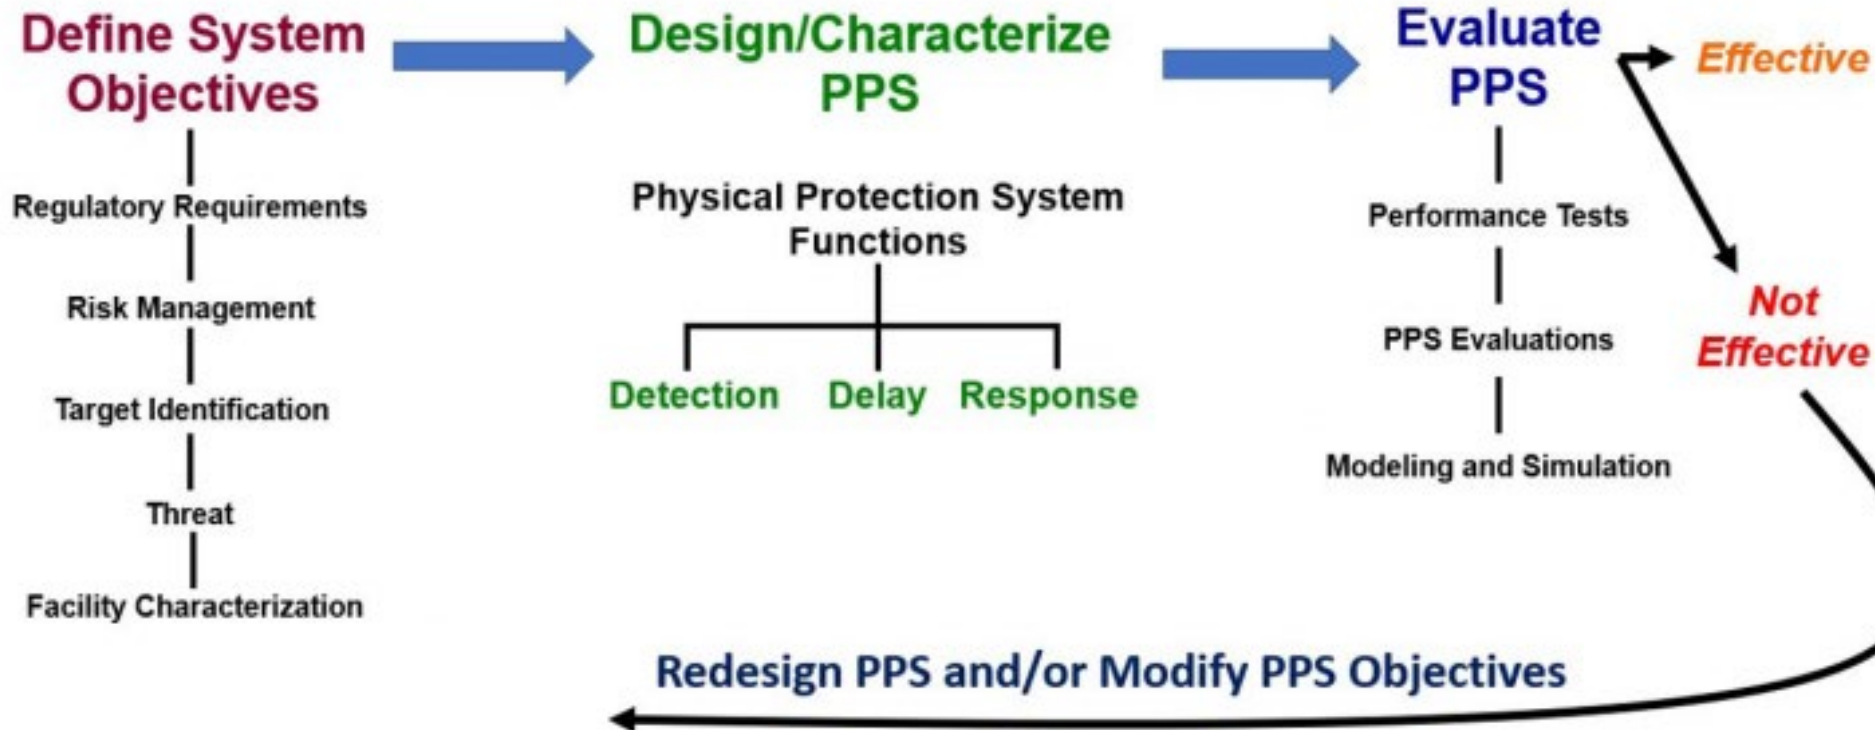 Define System
Objectives
Regulatory Requirements
Risk Management
Target Identification
Threat
Facility Characterization
Design/Characterize
PPS
Physical Protection System
Functions
Detection Delay Response
Evaluate
PPS
Performance Tests
PPS Evaluations
Modeling and Simulation
Effective
Not
Effective
Redesign PPS and/or Modify PPS Objectives